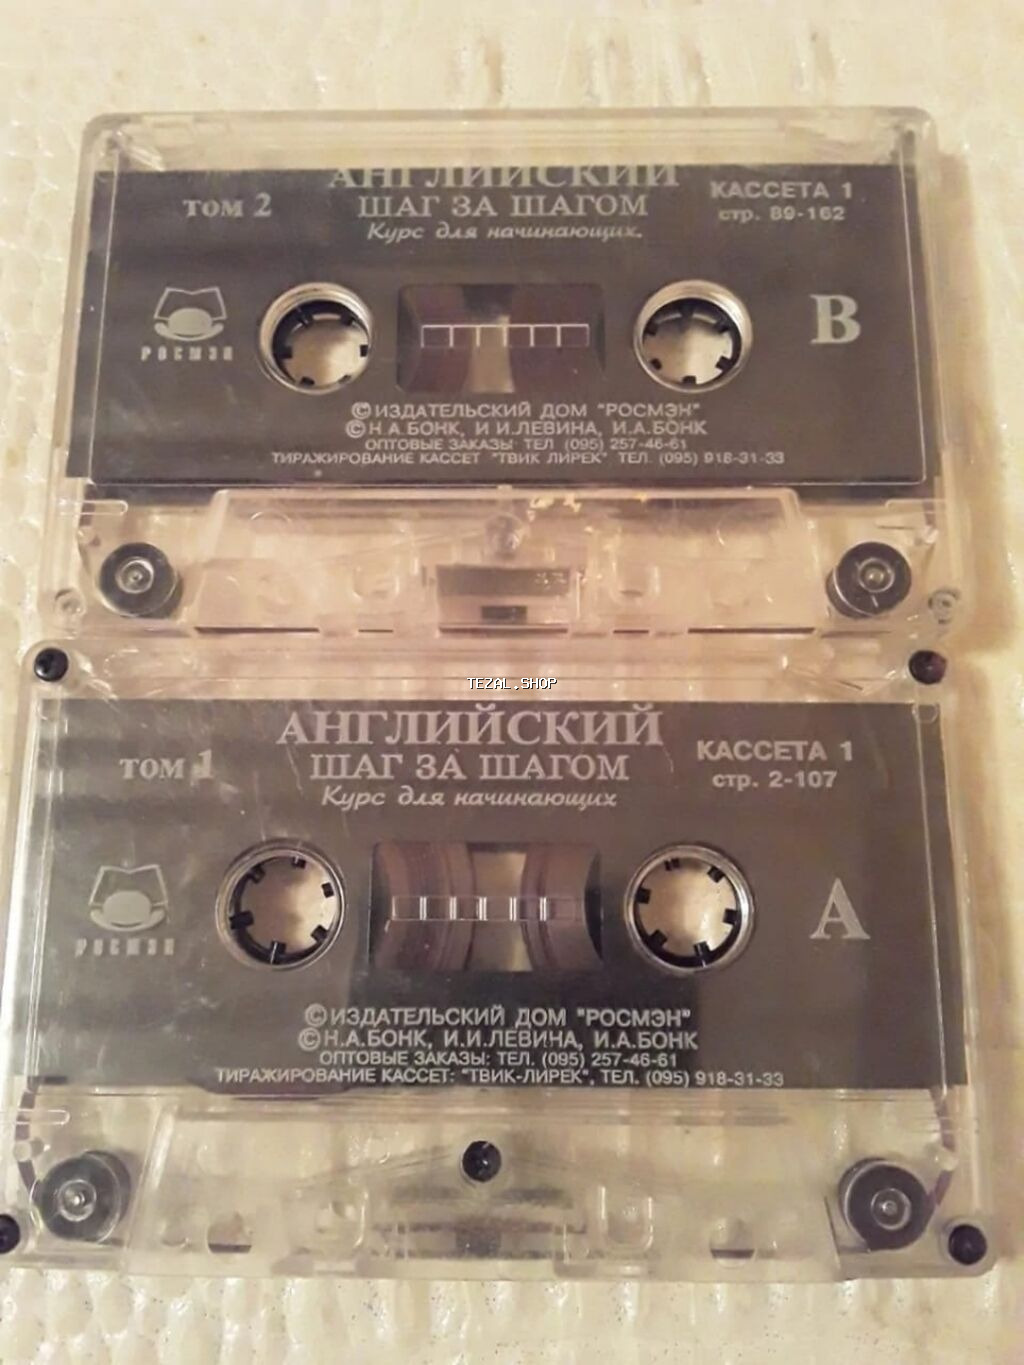 АНГЛИЙСКИЙ
том 2
ШАГ ЗА ШАГОМ
Курс для начинающих.
КАССЕТА 1
стр. 89-162
B
РОСМЭН
©ИЗДАТЕЛЬСКИЙ ДОМ "РОСМЭН"
©Н.А.БОНК, И.И.ЛЕВИНА, И.А.БОНК
ОПТОВЫЕ ЗАКАЗЫ: ТЕЛ. (095) 257-46-61
ТИРАЖИРОВАНИЕ КАССЕТ "ТВИК ЛИРЕК" ТЕЛ. (095) 918-31-33
TEZAL.SHOP
АНГЛИЙСКИЙ
том 1
ШАГ ЗА ШАГОМ
Курс для начинающих
КАССЕТА 1
стр. 2-107
A
РОСМЭН
©ИЗДАТЕЛЬСКИЙ ДОМ "РОСМЭН"
©Н.А.БОНК, И.И.ЛЕВИНА, И.А.БОНК
ОПТОВЫЕ ЗАКАЗЫ: ТЕЛ. (095) 257-46-61
ТИРАЖИРОВАНИЕ КАССЕТ: "ТВИК-ЛИРЕК", ТЕЛ. (095) 918-31-33